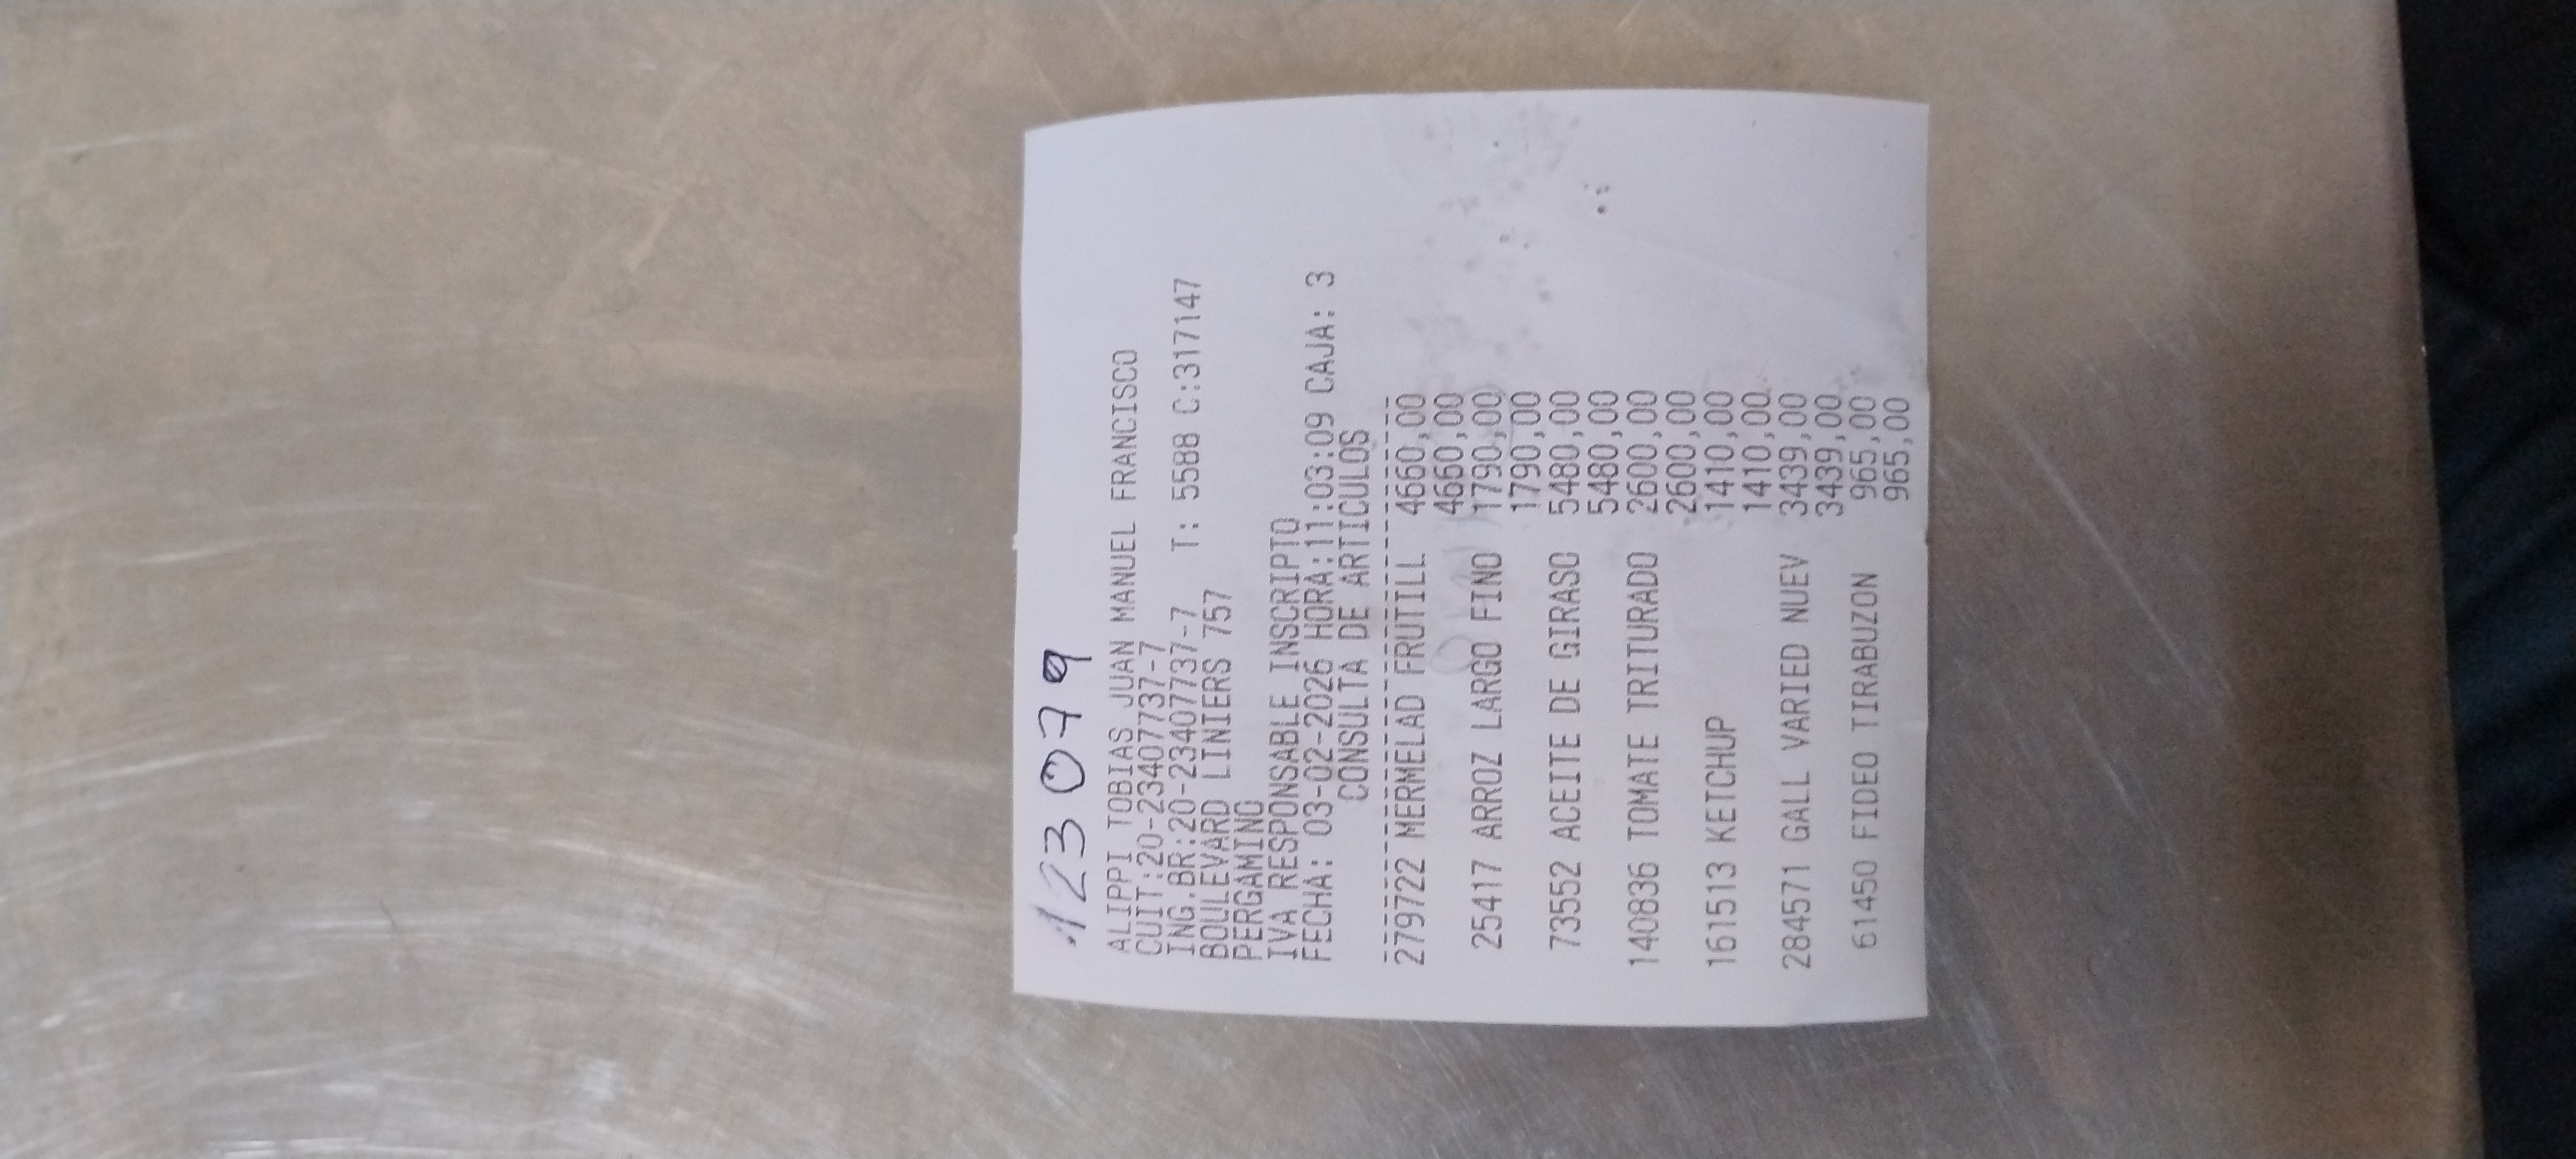 123079
ALIPPI TOBIAS JUAN MANUEL FRANCISCO
CUIT:20-23407737-7
ING.BR:20-23407737-7 T: 5588 C:317147
BOULEVARD LINIERS 757
PERGAMINO
IVA RESPONSABLE INSCRIPTO
FECHA: 03-02-2026 HORA:11:03:09 CAJA: 3
CONSULTA DE ARTICULOS
279722 MERMELAD FRUTILL 4660,00
4660,00
25417 ARROZ LARGO FINO 1790,00
1790,00
73552 ACEITE DE GIRASO 5480,00
5480,00
140836 TOMATE TRITURADO 2600,00
2600,00
161513 KETCHUP 1410,00
1410,00
284571 GALL VARIED NUEV 3439,00
3439,00
61450 FIDEO TIRABUZON 965,00
965,00